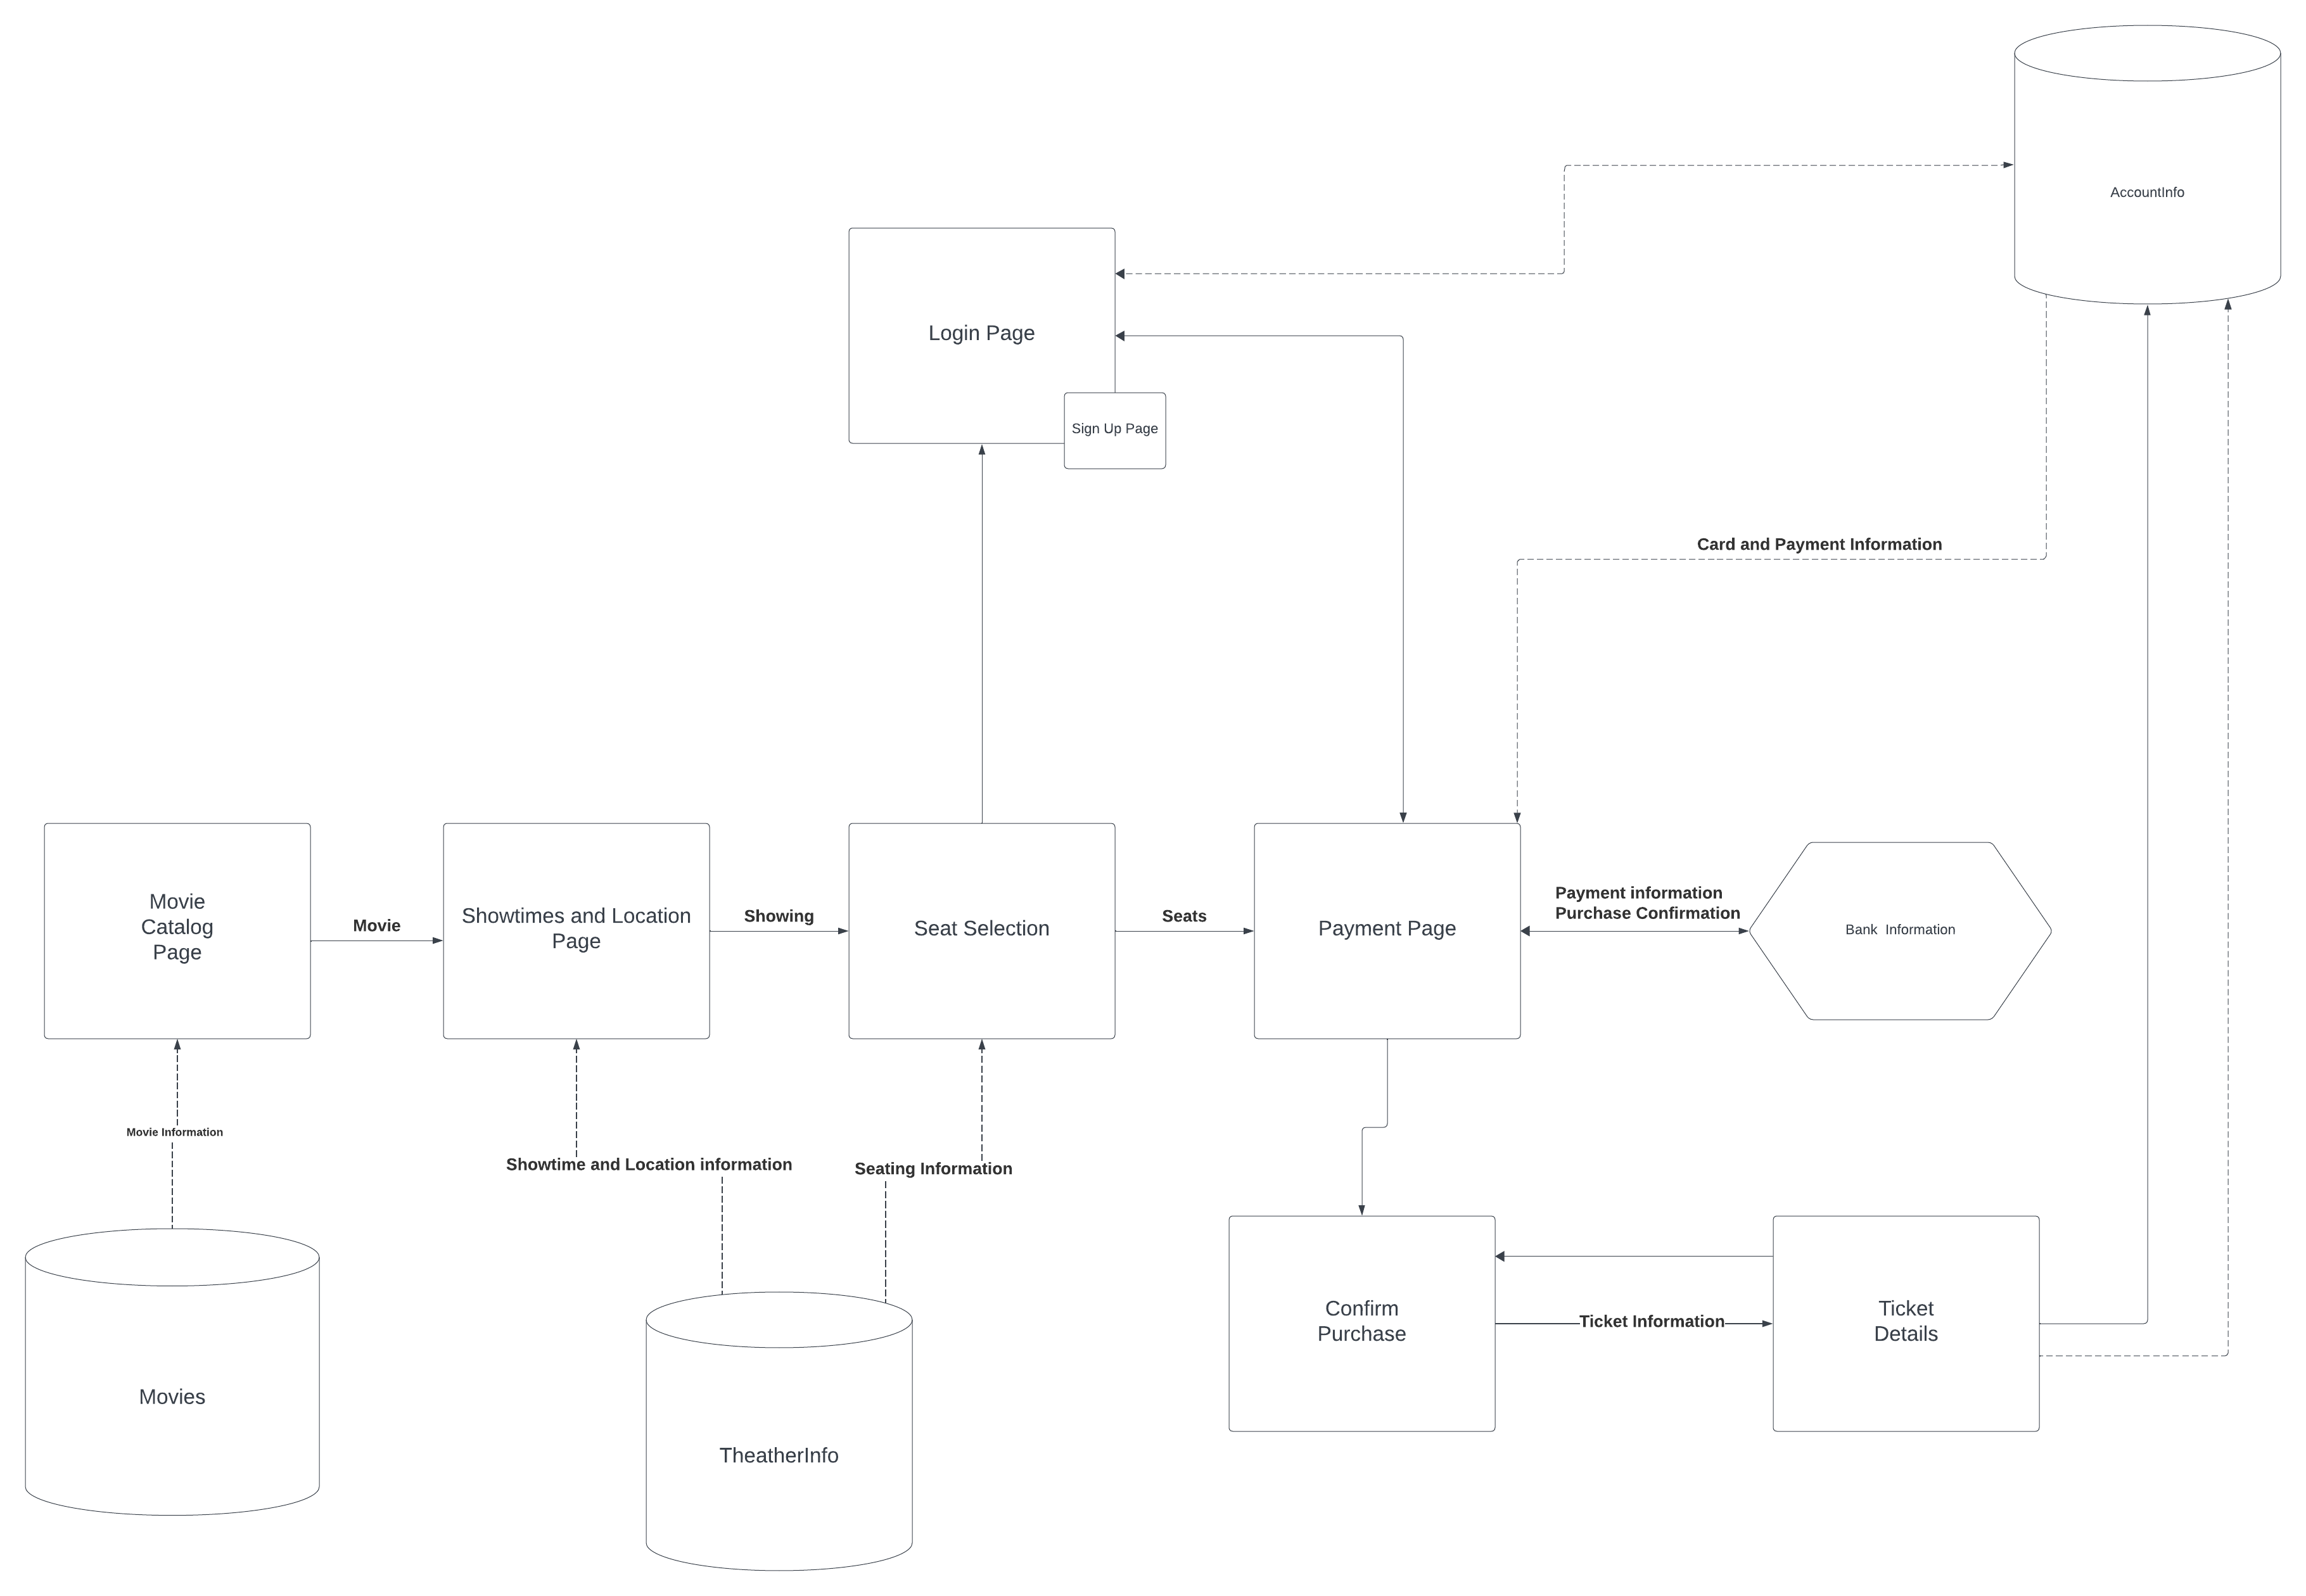 AccountInfo
Login Page
Sign Up Page
Card and Payment Information
Movie
Catalog
Page
Movie
Showtimes and Location
Page
Showing
Seat Selection
Seats
Payment Page
Payment information
Purchase Confirmation
Bank  Information
Movie Information
Showtime and Location information
Seating Information
Confirm
Purchase
Ticket Information
Ticket
Details
Movies
TheatherInfo